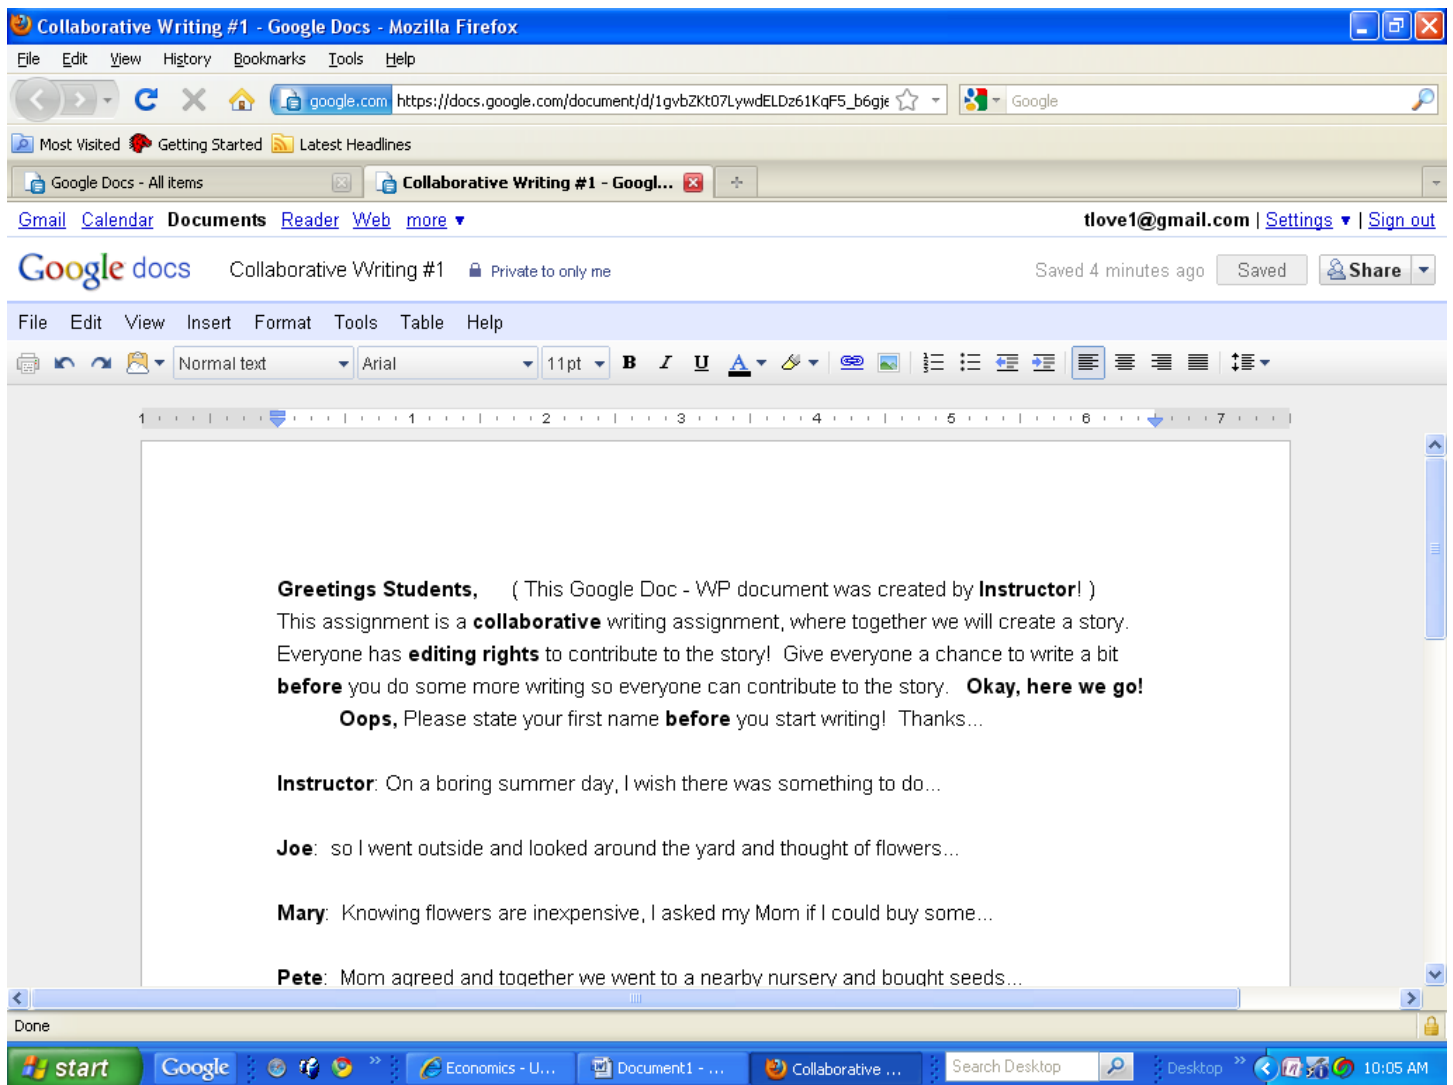 Collaborative Writing #1 - Google Docs - Mozilla Firefox
File Edit View History Bookmarks Tools Help
google.com https://docs.google.com/document/d/1gvbZKt07LywdELDz61KqF5_b6gje Google
Most Visited Getting Started Latest Headlines
Google Docs - All items Collaborative Writing #1 - Googl...
Gmail Calendar Documents Reader Web more ▼ tlove1@gmail.com | Settings ▼ | Sign out
Google docs Collaborative Writing #1 Private to only me Saved 4 minutes ago Saved Share
File Edit View Insert Format Tools Table Help
Normal text Arial 11pt B I U A
1 1 2 3 4 5 6 7
Greetings Students, ( This Google Doc - WP document was created by Instructor! )
This assignment is a collaborative writing assignment, where together we will create a story.
Everyone has editing rights to contribute to the story! Give everyone a chance to write a bit
before you do some more writing so everyone can contribute to the story. Okay, here we go!
Oops, Please state your first name before you start writing! Thanks...
Instructor: On a boring summer day, I wish there was something to do...
Joe: so I went outside and looked around the yard and thought of flowers...
Mary: Knowing flowers are inexpensive, I asked my Mom if I could buy some...
Pete: Mom agreed and together we went to a nearby nursery and bought seeds...
Done
start Google Economics - U... Document1 - ... Collaborative ... Search Desktop Desktop 10:05 AM